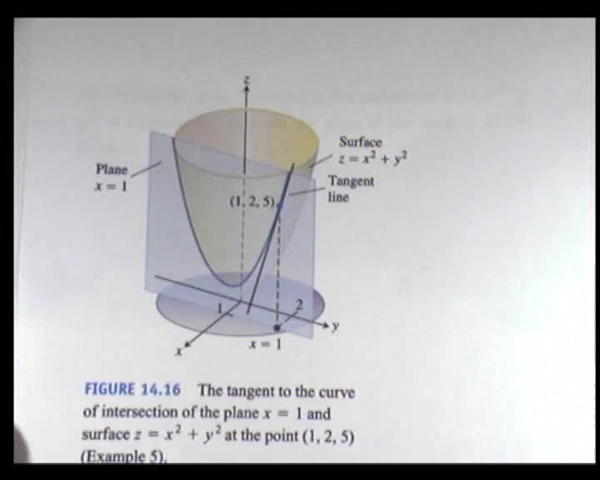 z
Surface
z = x² + y²
Plane
x = 1
Tangent
line
(1, 2, 5)
1
2
y
x
x = 1
FIGURE 14.16 The tangent to the curve
of intersection of the plane x = 1 and
surface z = x² + y² at the point (1, 2, 5)
(Example 5).